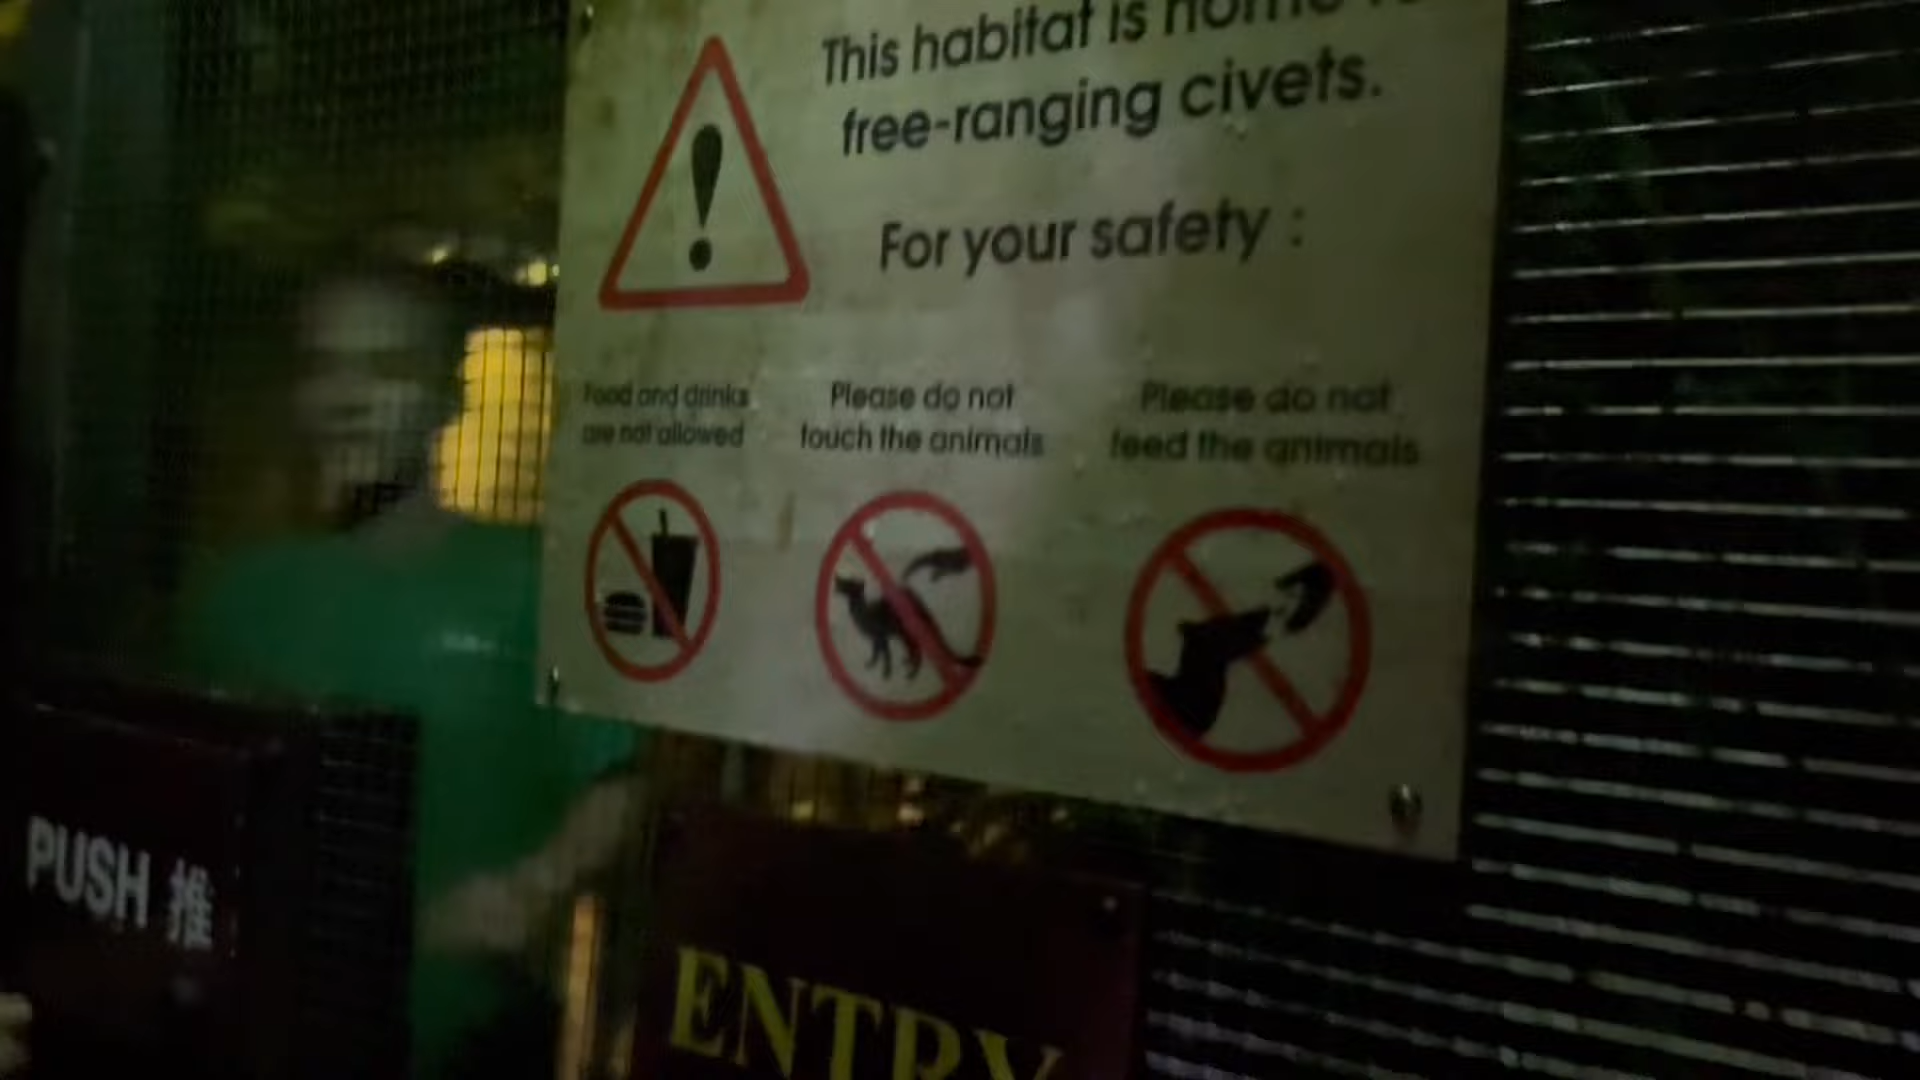 This habitat is home
free-ranging civets.
For your safety :
Food and drinks
are not allowed
Please do not
touch the animals
Please do not
feed the animals
PUSH 推
ENTRY